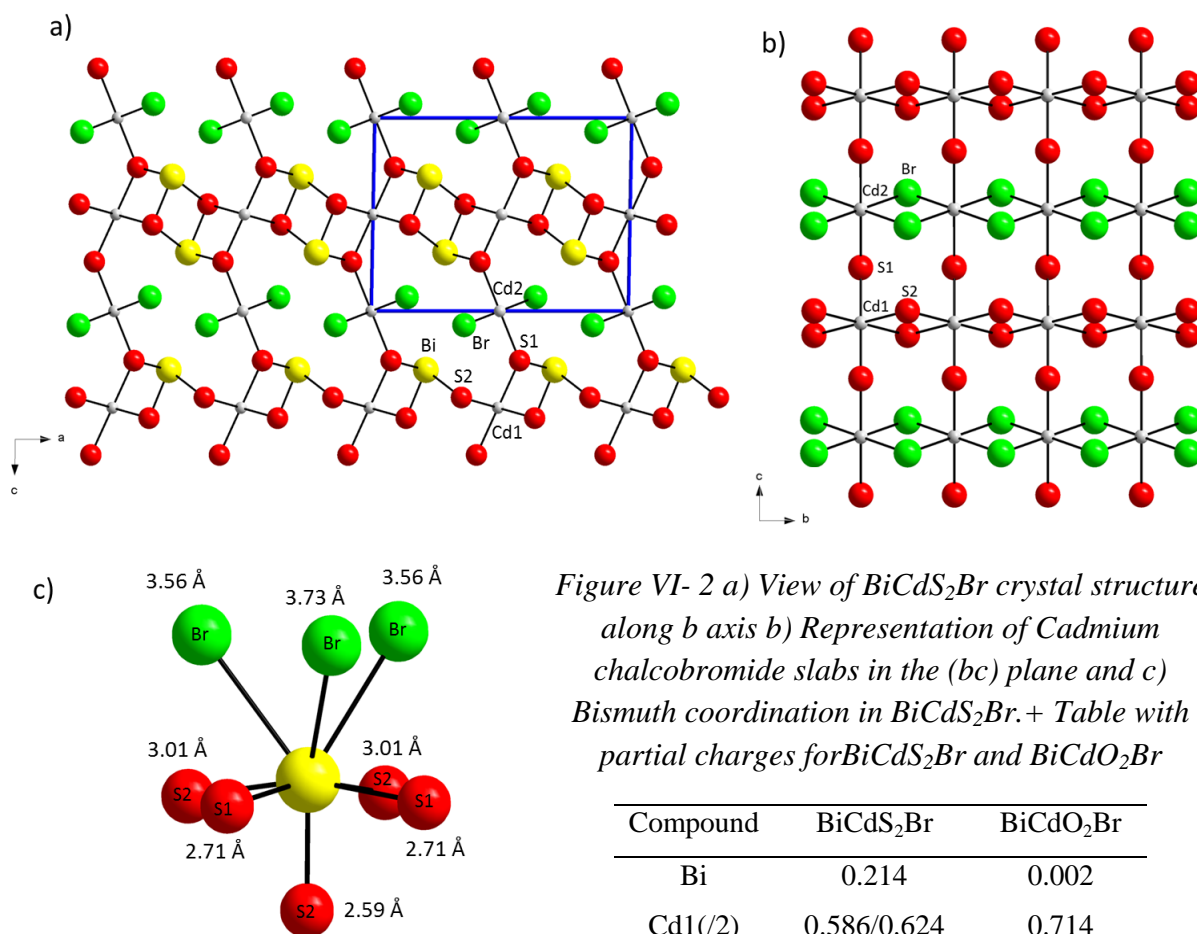 a)
Cd2
Br
S1
Bi
S2
Cd1
a
c
b)
Br
Cd2
S1
S2
Cd1
c
b
c)
3.56 Å
3.73 Å
3.56 Å
Br
Br
Br
3.01 Å
3.01 Å
S2
S1
S2
S1
2.71 Å
2.71 Å
S2
2.59 Å
Figure VI- 2 a) View of BiCdS₂Br crystal structure
along b axis b) Representation of Cadmium
chalcobromide slabs in the (bc) plane and c)
Bismuth coordination in BiCdS₂Br.+ Table with
partial charges forBiCdS₂Br and BiCdO₂Br
Compound BiCdS₂Br BiCdO₂Br
Bi 0.214 0.002
Cd1(/2) 0.586/0.624 0.714